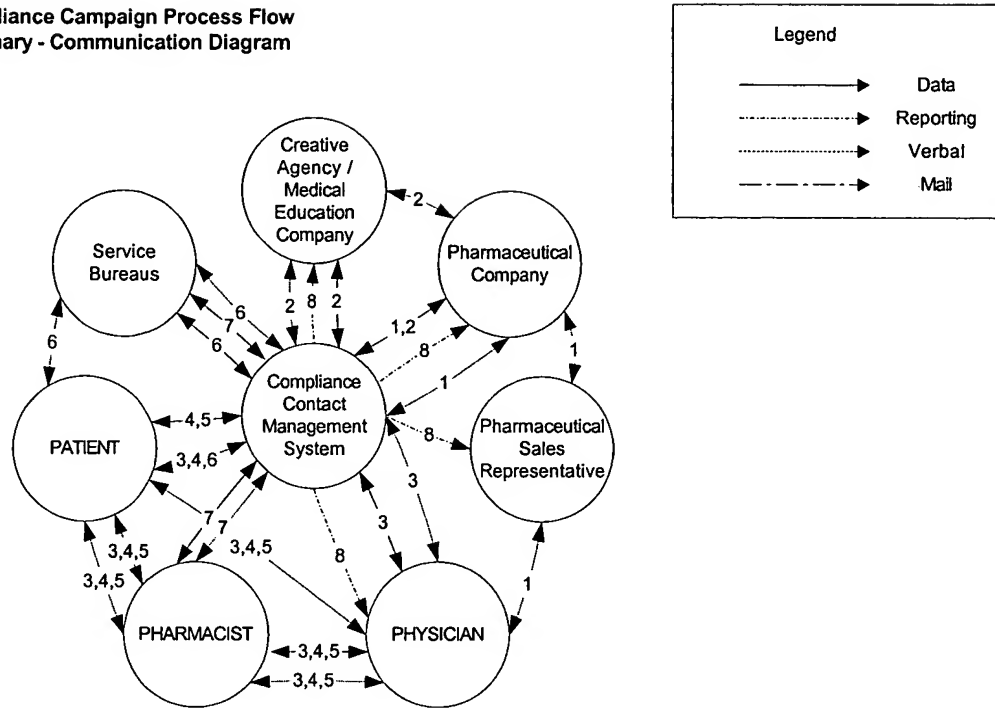 liance Campaign Process Flow
nary - Communication Diagram
Legend
Data
Reporting
Verbal
Mail
Creative
Agency /
Medical
Education
Company
2
Pharmaceutical
Company
Service
Bureaus
6
7
6
2
8
2
1,2
8
1
1
6
Compliance
Contact
Management
System
8
Pharmaceutical
Sales
Representative
PATIENT
4,5
3,4,6
3
3
7
7
3,4,5
3,4,5
3,4,5
8
1
PHARMACIST
3,4,5
3,4,5
PHYSICIAN